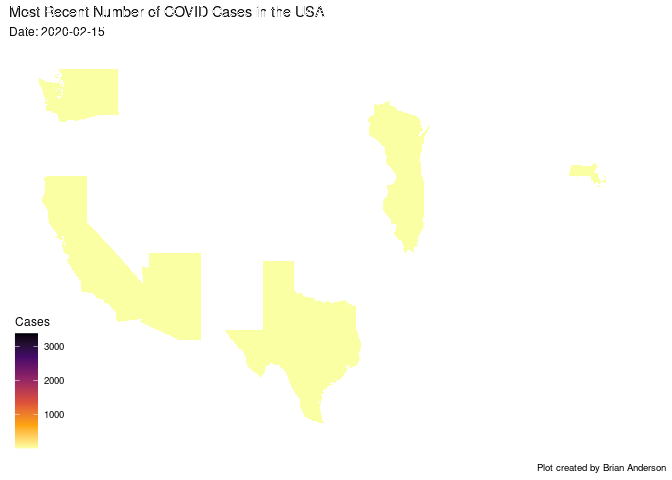 Most Recent Number of COVID Cases in the USA
Date: 2020-02-15
Cases
3000
2000
1000
Plot created by Brian Anderson